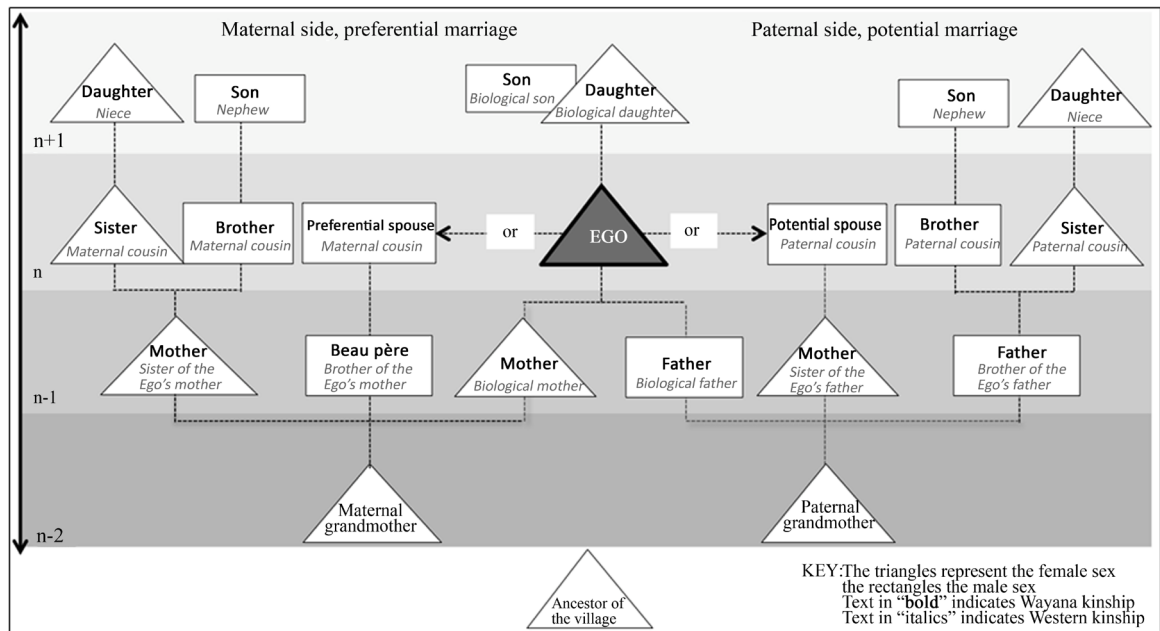 Maternal side, preferential marriage
Paternal side, potential marriage
Daughter
Niece
Son
Nephew
Son
Biological son
Daughter
Biological daughter
Son
Nephew
Daughter
Niece
n+1
Sister
Maternal cousin
Brother
Maternal cousin
Preferential spouse
Maternal cousin
or
EGO
or
Potential spouse
Paternal cousin
Brother
Paternal cousin
Sister
Paternal cousin
n
Mother
Sister of the
Ego's mother
Beau père
Brother of the
Ego's mother
Mother
Biological mother
Father
Biological father
Mother
Sister of the
Ego's father
Father
Brother of the
Ego's father
n-1
Maternal
grandmother
Paternal
grandmother
n-2
Ancestor of
the village
KEY:The triangles represent the female sex
the rectangles the male sex
Text in “bold” indicates Wayana kinship
Text in “italics” indicates Western kinship